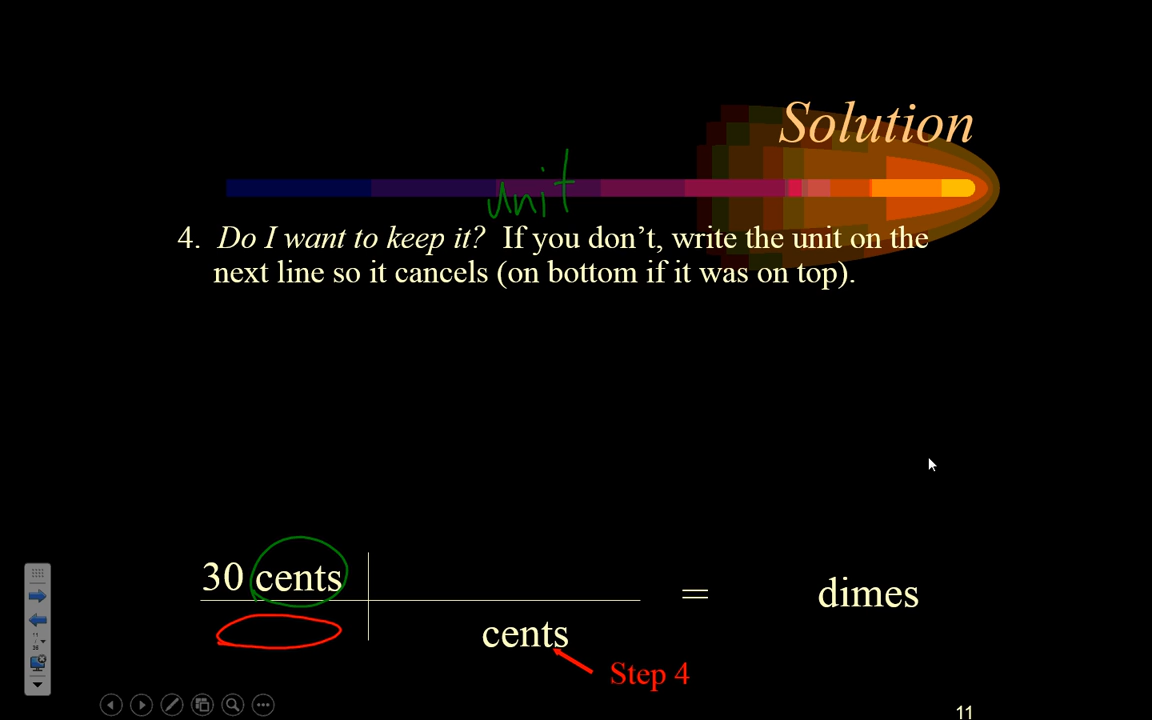 Solution
unit
4. Do I want to keep it? If you don’t, write the unit on the
next line so it cancels (on bottom if it was on top).
30 cents
= dimes
cents
Step 4
11